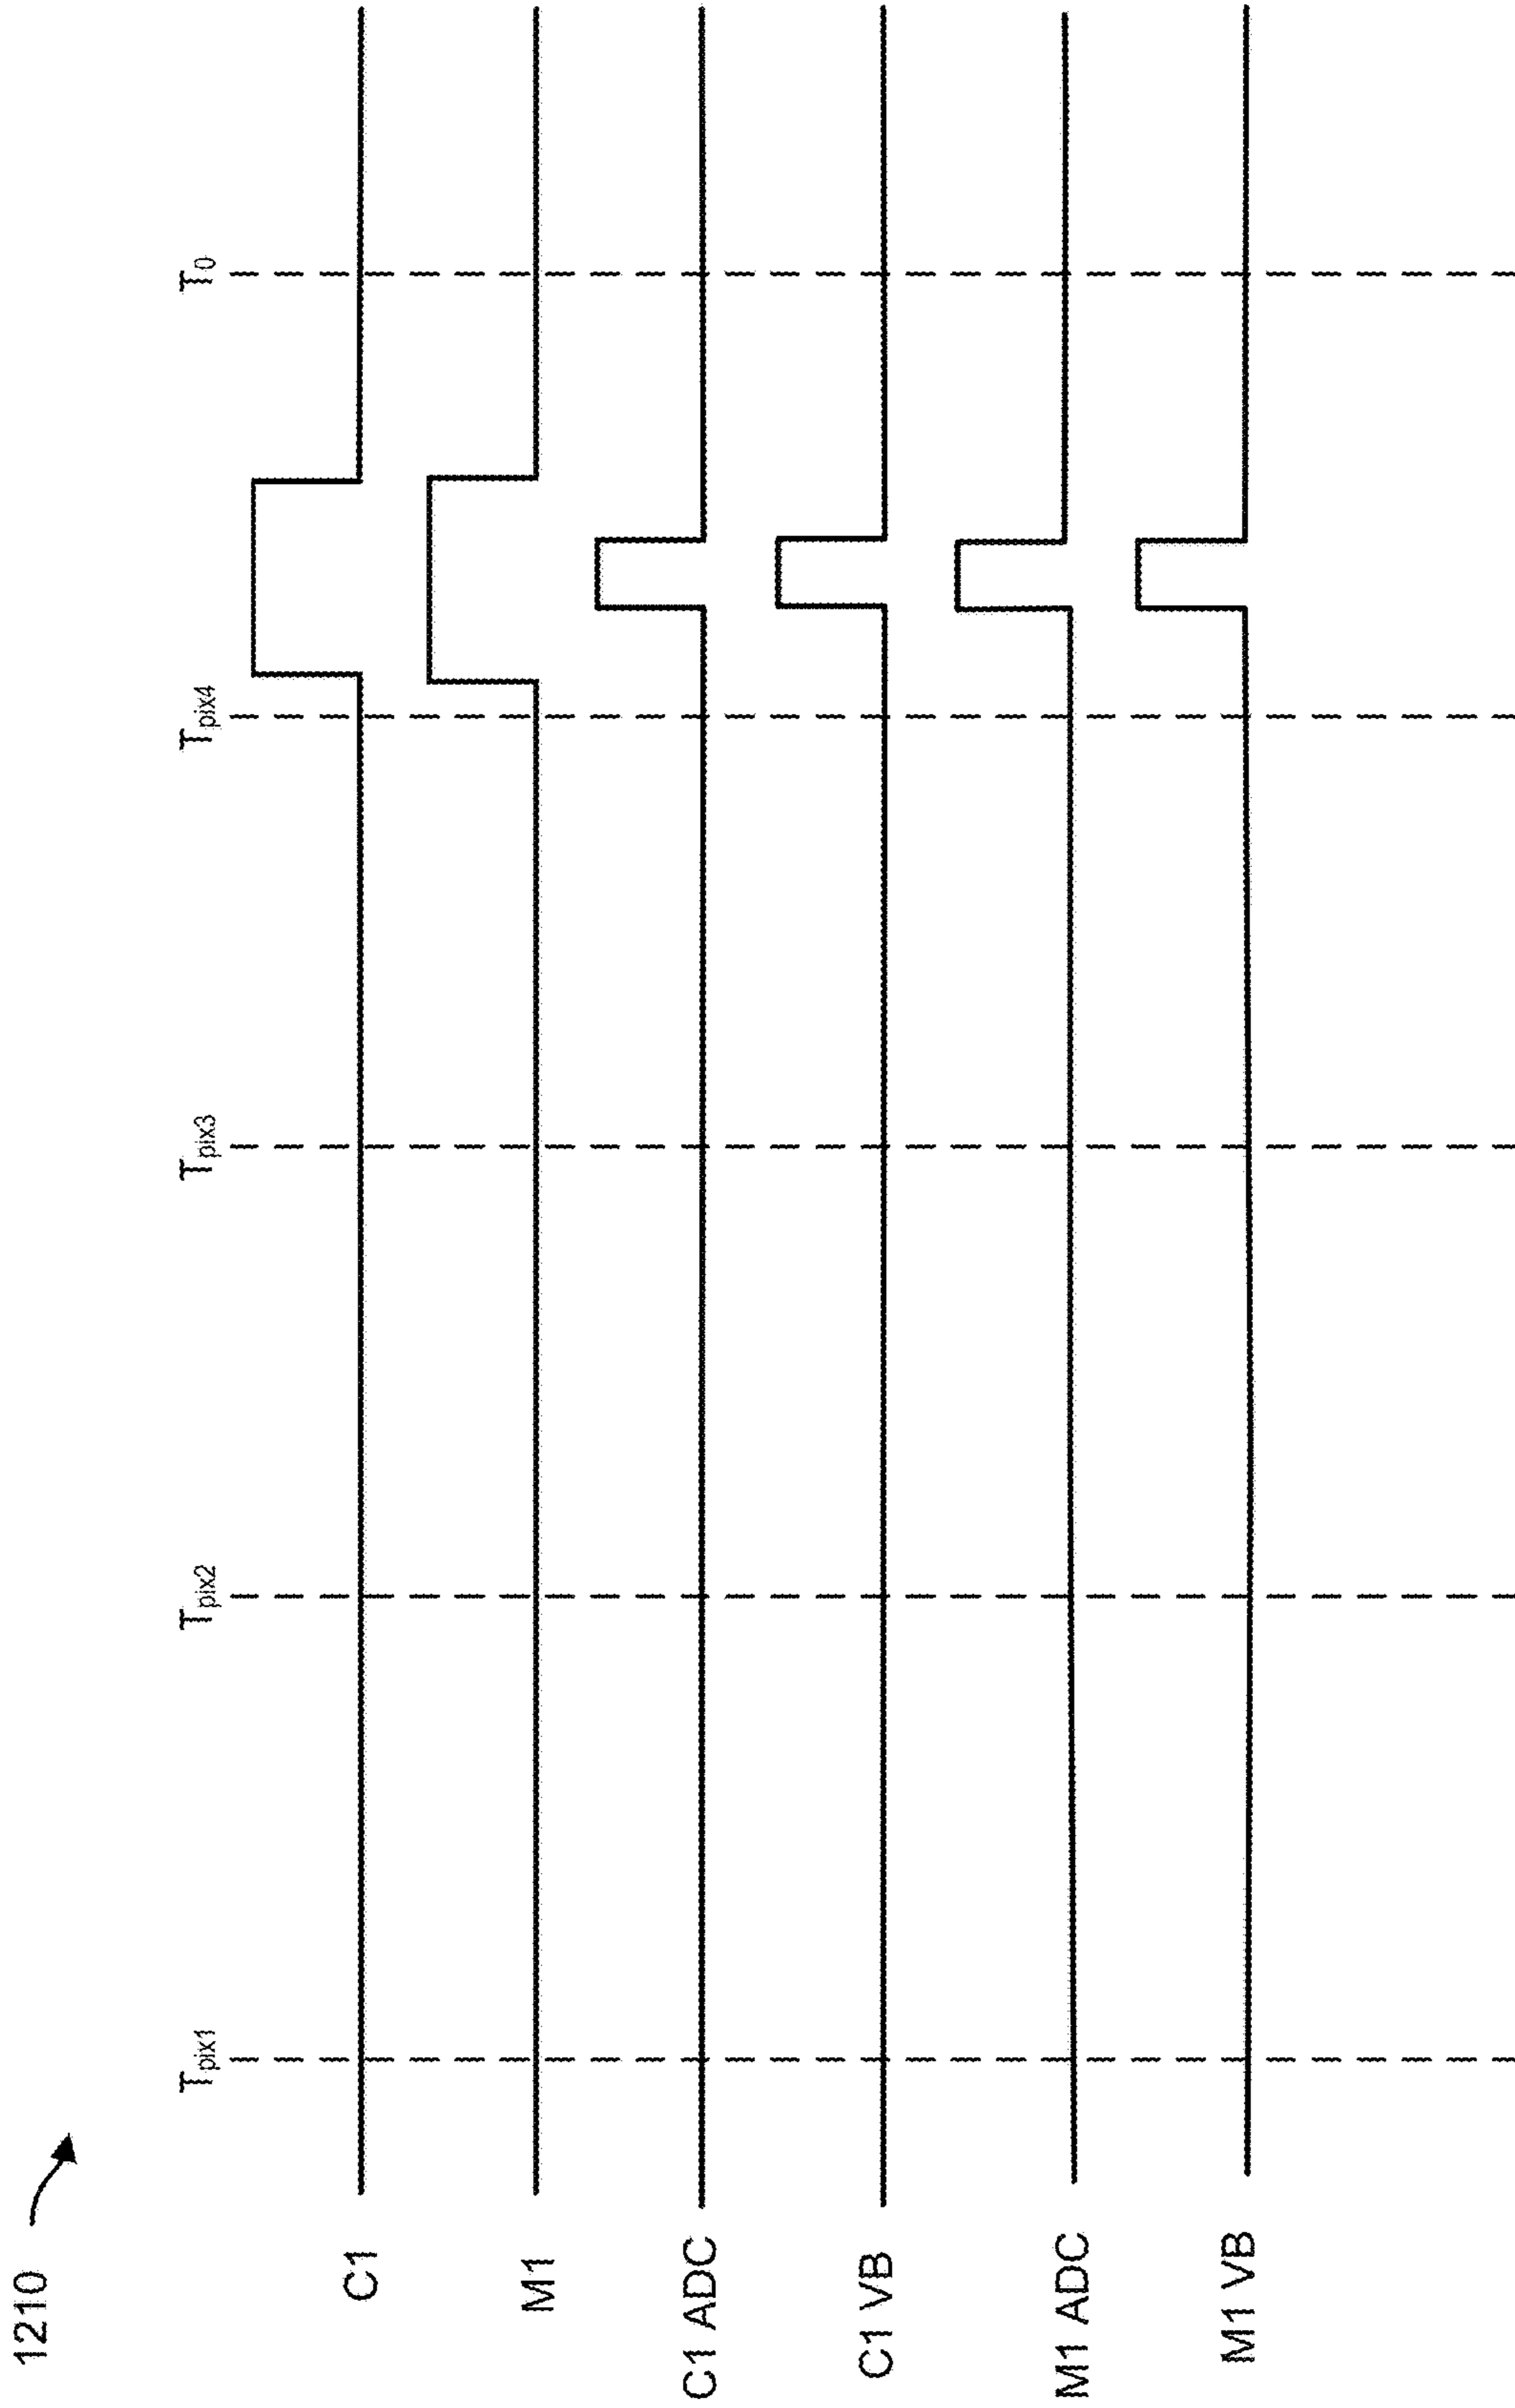 1210
Tpix1
Tpix2
Tpix3
Tpix4
T0
C1
M1
C1 ADC
C1 VB
M1 ADC
M1 VB